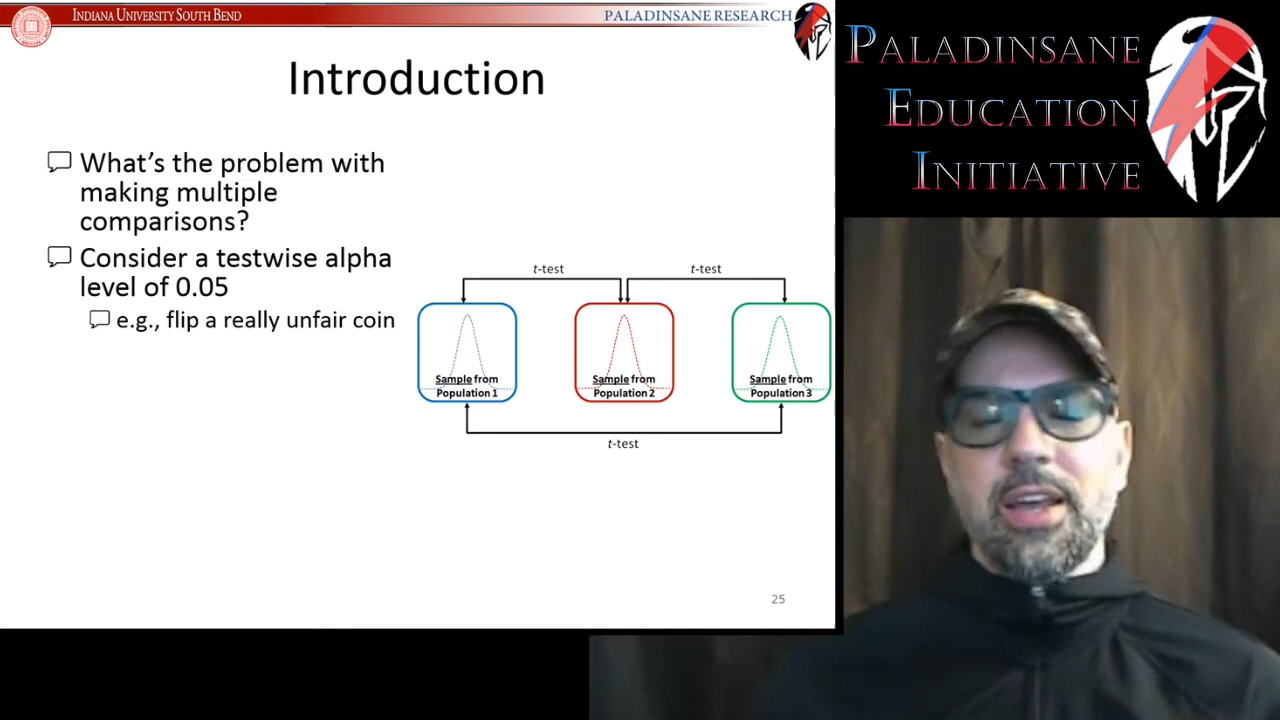 INDIANA UNIVERSITY SOUTH BEND
PALADINSANE RESEARCH
PALADINSANE
EDUCATION
INITIATIVE
Introduction
What's the problem with
making multiple
comparisons?
Consider a testwise alpha
level of 0.05
e.g., flip a really unfair coin
t-test
t-test
Sample from
Population 1
Sample from
Population 2
Sample from
Population 3
t-test
25